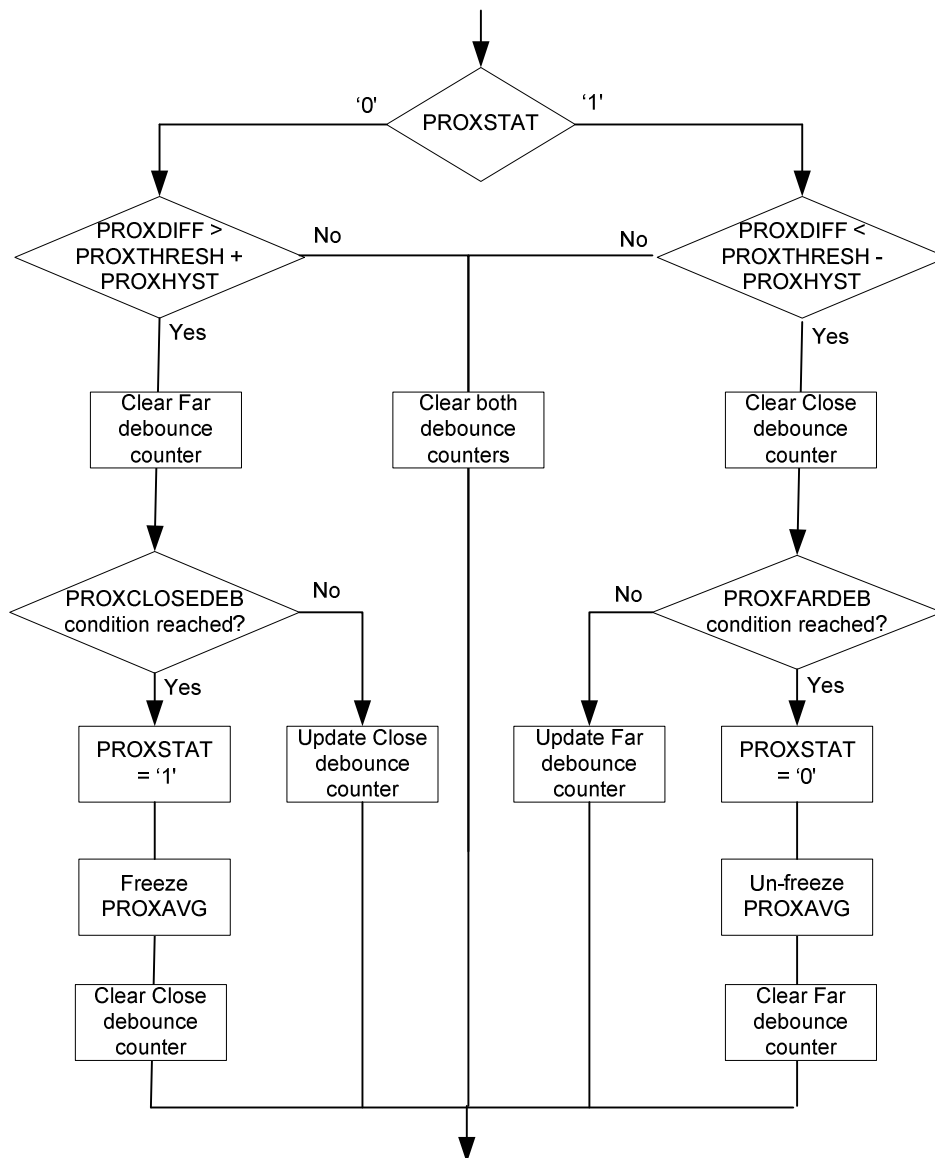 ‘0'
‘1'
PROXSTAT
PROXDIFF >
PROXTHRESH +
PROXHYST
No
No
PROXDIFF <
PROXTHRESH -
PROXHYST
Yes
Yes
Clear Far
debounce
counter
Clear both
debounce
counters
Clear Close
debounce
counter
PROXCLOSEDEB
condition reached?
No
No
PROXFARDEB
condition reached?
Yes
Yes
PROXSTAT
= ‘1'
Update Close
debounce
counter
Update Far
debounce
counter
PROXSTAT
= ‘0'
Freeze
PROXAVG
Un-freeze
PROXAVG
Clear Close
debounce
counter
Clear Far
debounce
counter